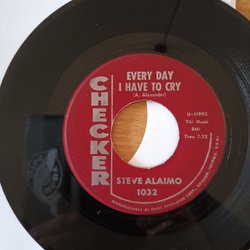 EVERY DAY
I HAVE TO CRY
(A. Alexander)
CHECKER
U-11993
Tiki Music
BMI
Time 2:22
STEVE ALAIMO
1032